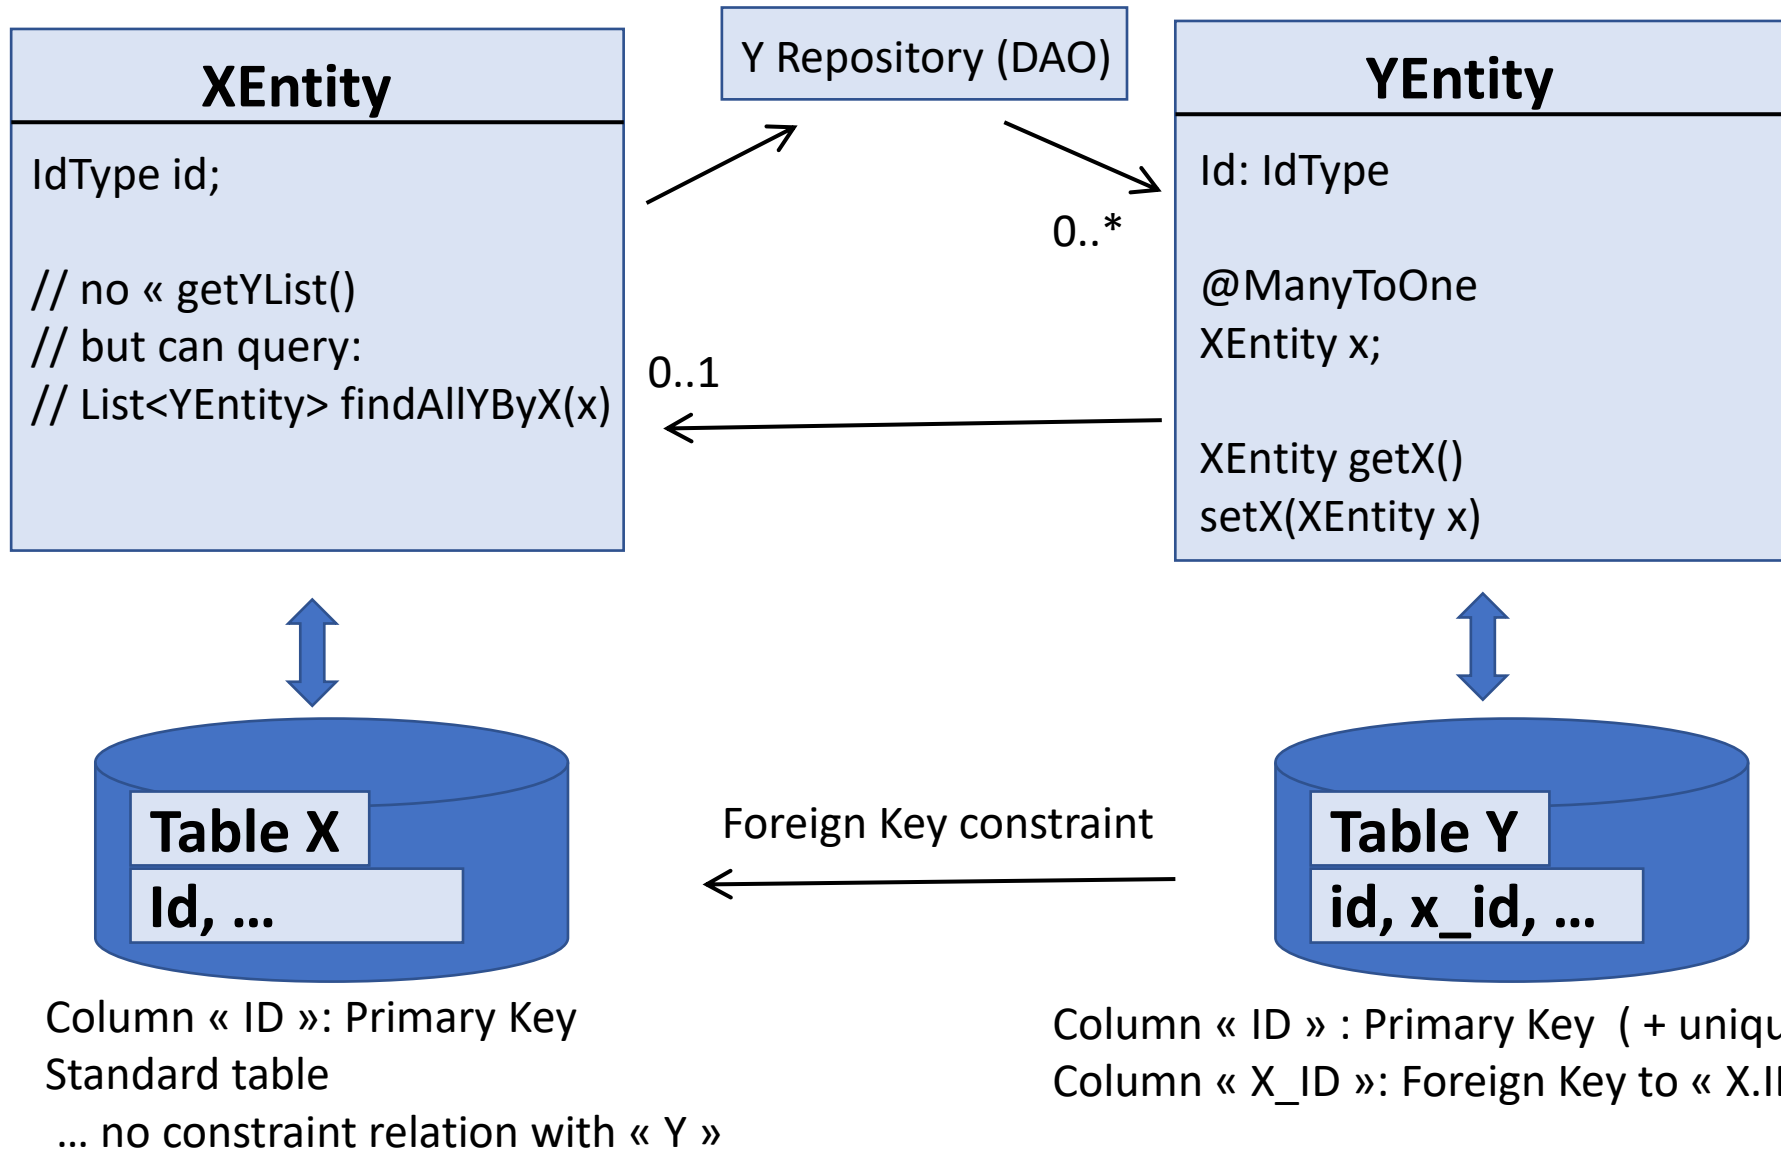 XEntity
IdType id;
// no « getYList()
// but can query:
// List<YEntity> findAllYByX(x)
Y Repository (DAO)
0..*
0..1
YEntity
Id: IdType
@ManyToOne
XEntity x;
XEntity getX()
setX(XEntity x)
Table X
Id, ...
Foreign Key constraint
Table Y
id, x_id, ...
Column « ID »: Primary Key
Standard table
... no constraint relation with « Y »
Column « ID » : Primary Key ( +
Column « X_ID »: Foreign Key to «